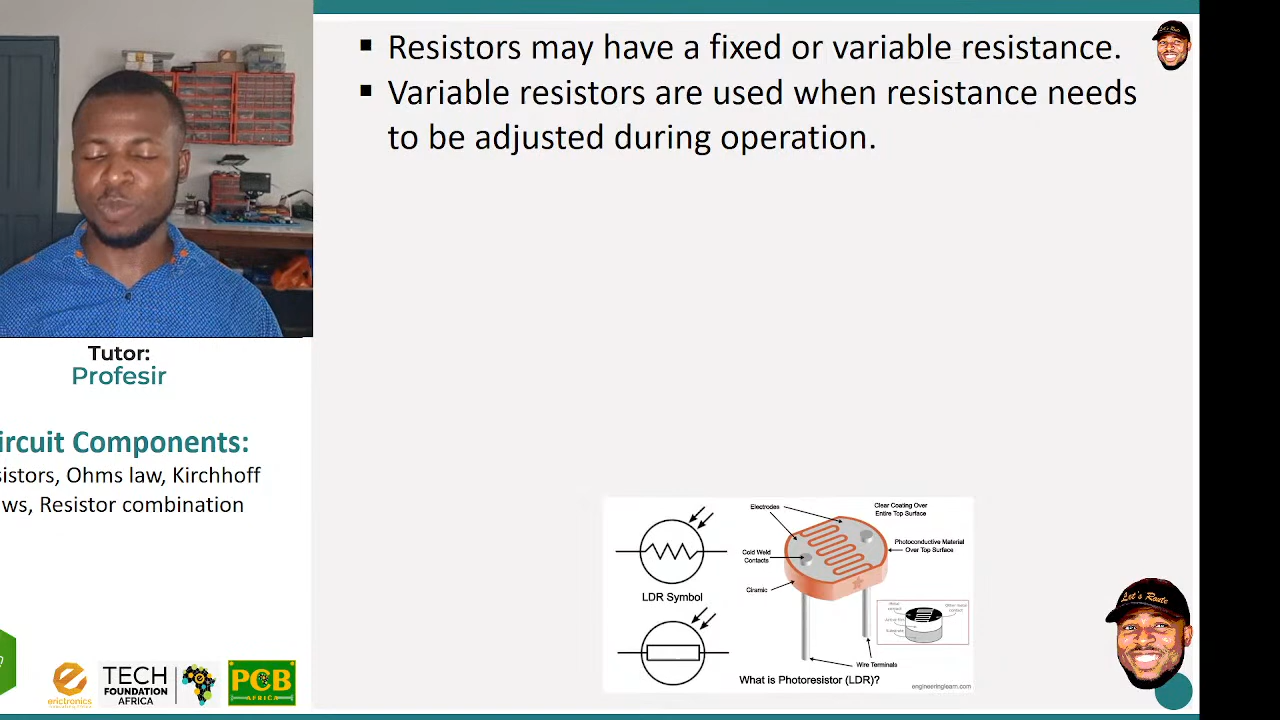 ▪ Resistors may have a fixed or variable resistance.
▪ Variable resistors are used when resistance needs
to be adjusted during operation.
Tutor:
Profesir
ircuit Components:
sistors, Ohms law, Kirchhoff
ws, Resistor combination
erictronics
TECH
FOUNDATION
AFRICA
PCB
AFRICA
Electrodes
Clear Coating Over
Entire Top Surface
Photoconductive Material
Over Top Surface
Cold Weld
Contacts
Ciramic
LDR Symbol
Wire Terminals
What is Photoresistor (LDR)?
engineeringlearn.com
Let's Route